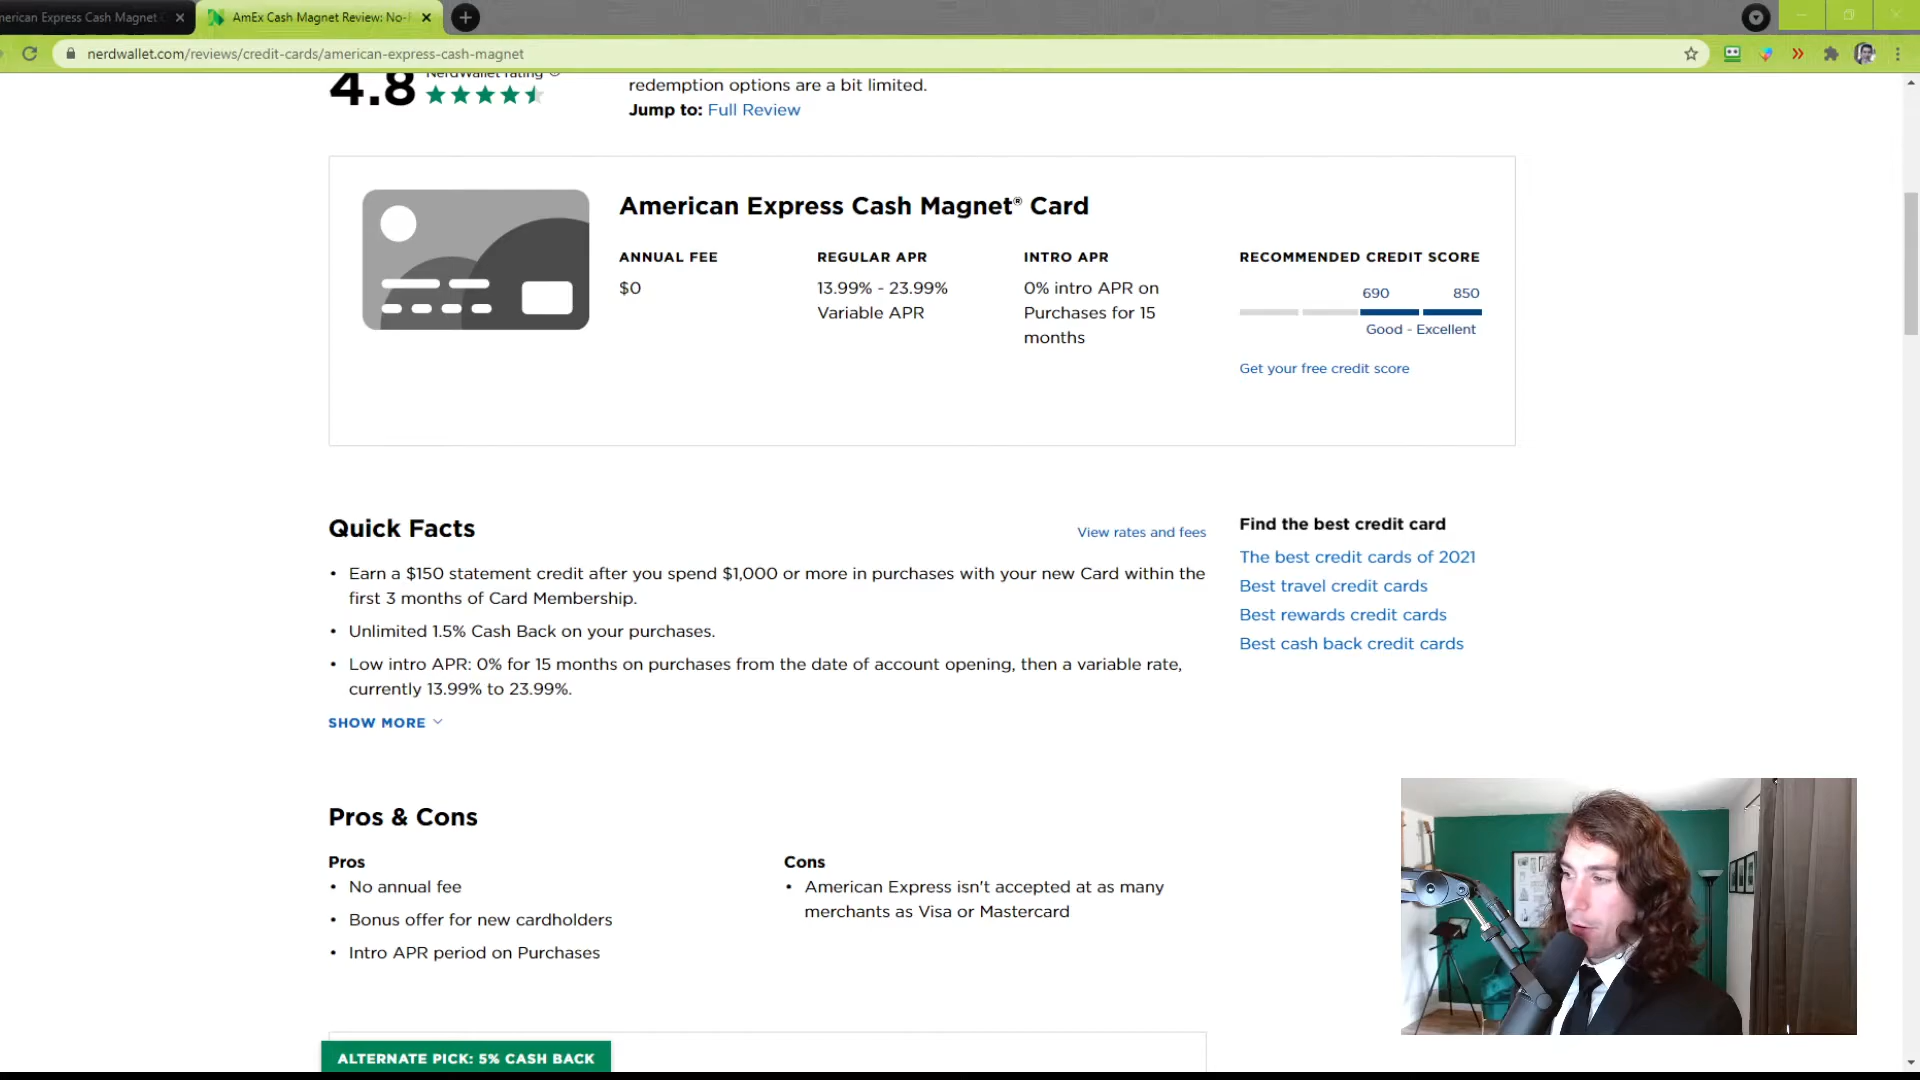 merican Express Cash Magnet
AmEx Cash Magnet Review: No-F
nerdwallet.com/reviews/credit-cards/american-express-cash-magnet
4.8
NerdWallet rating
redemption options are a bit limited.
Jump to: Full Review
American Express Cash Magnet® Card
ANNUAL FEE
$0
REGULAR APR
13.99% - 23.99%
Variable APR
INTRO APR
0% intro APR on
Purchases for 15
months
RECOMMENDED CREDIT SCORE
690 850
Good - Excellent
Get your free credit score
Quick Facts
View rates and fees
• Earn a $150 statement credit after you spend $1,000 or more in purchases with your new Card within the
first 3 months of Card Membership.
• Unlimited 1.5% Cash Back on your purchases.
• Low intro APR: 0% for 15 months on purchases from the date of account opening, then a variable rate,
currently 13.99% to 23.99%.
SHOW MORE
Find the best credit card
The best credit cards of 2021
Best travel credit cards
Best rewards credit cards
Best cash back credit cards
Pros & Cons
Pros
• No annual fee
• Bonus offer for new cardholders
• Intro APR period on Purchases
Cons
• American Express isn't accepted at as many
merchants as Visa or Mastercard
ALTERNATE PICK: 5% CASH BACK